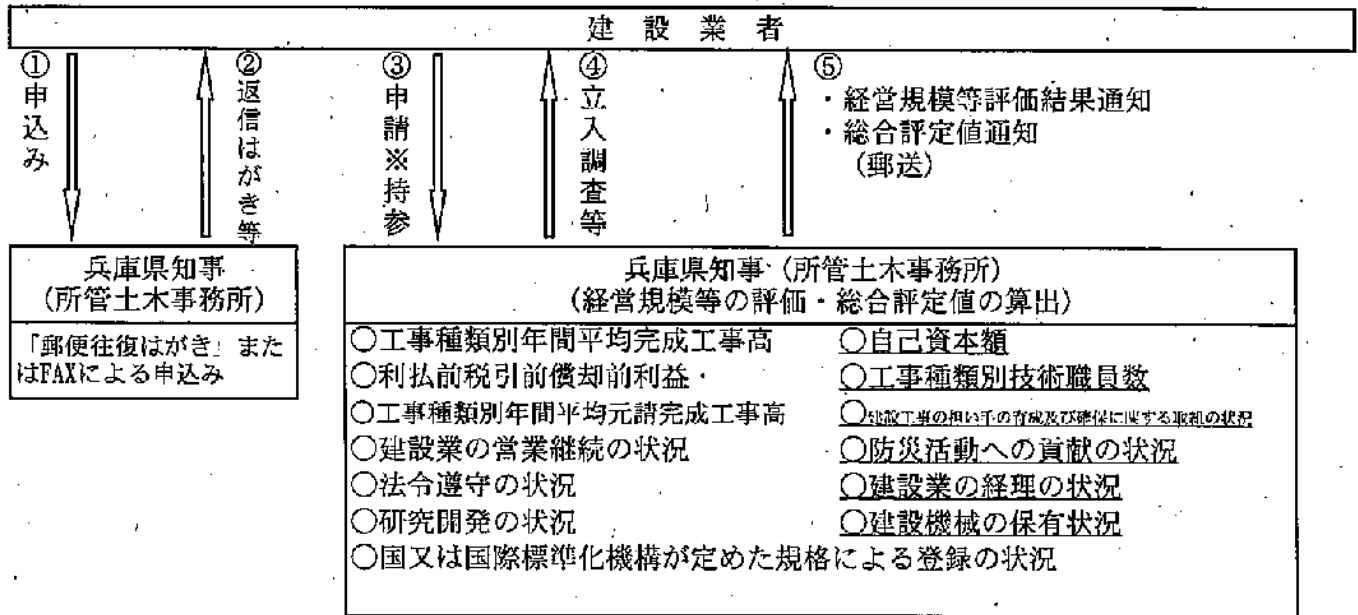 建設業者
①申込み
②返信はがき等
③申請※持参
④立入調査等
⑤
・経営規模等評価結果通知
・総合評定値通知
(郵送)
兵庫県知事
(所管土木事務所)
「郵便往復はがき」また
はFAXによる申込み
兵庫県知事(所管土木事務所)
(経営規模等の評価・総合評定値の算出)
○工事種類別年間平均完成工事高 ○自己資本額
○利払前税引前償却前利益・ ○工事種類別技術職員数
○工事種類別年間平均元請完成工事高 ○建設工事の担い手の育成及び確保に関する取組の状況
○建設業の営業継続の状況 ○防災活動への貢献の状況
○法令遵守の状況 ○建設業の経理の状況
○研究開発の状況 ○建設機械の保有状況
○国又は国際標準化機構が定めた規格による登録の状況